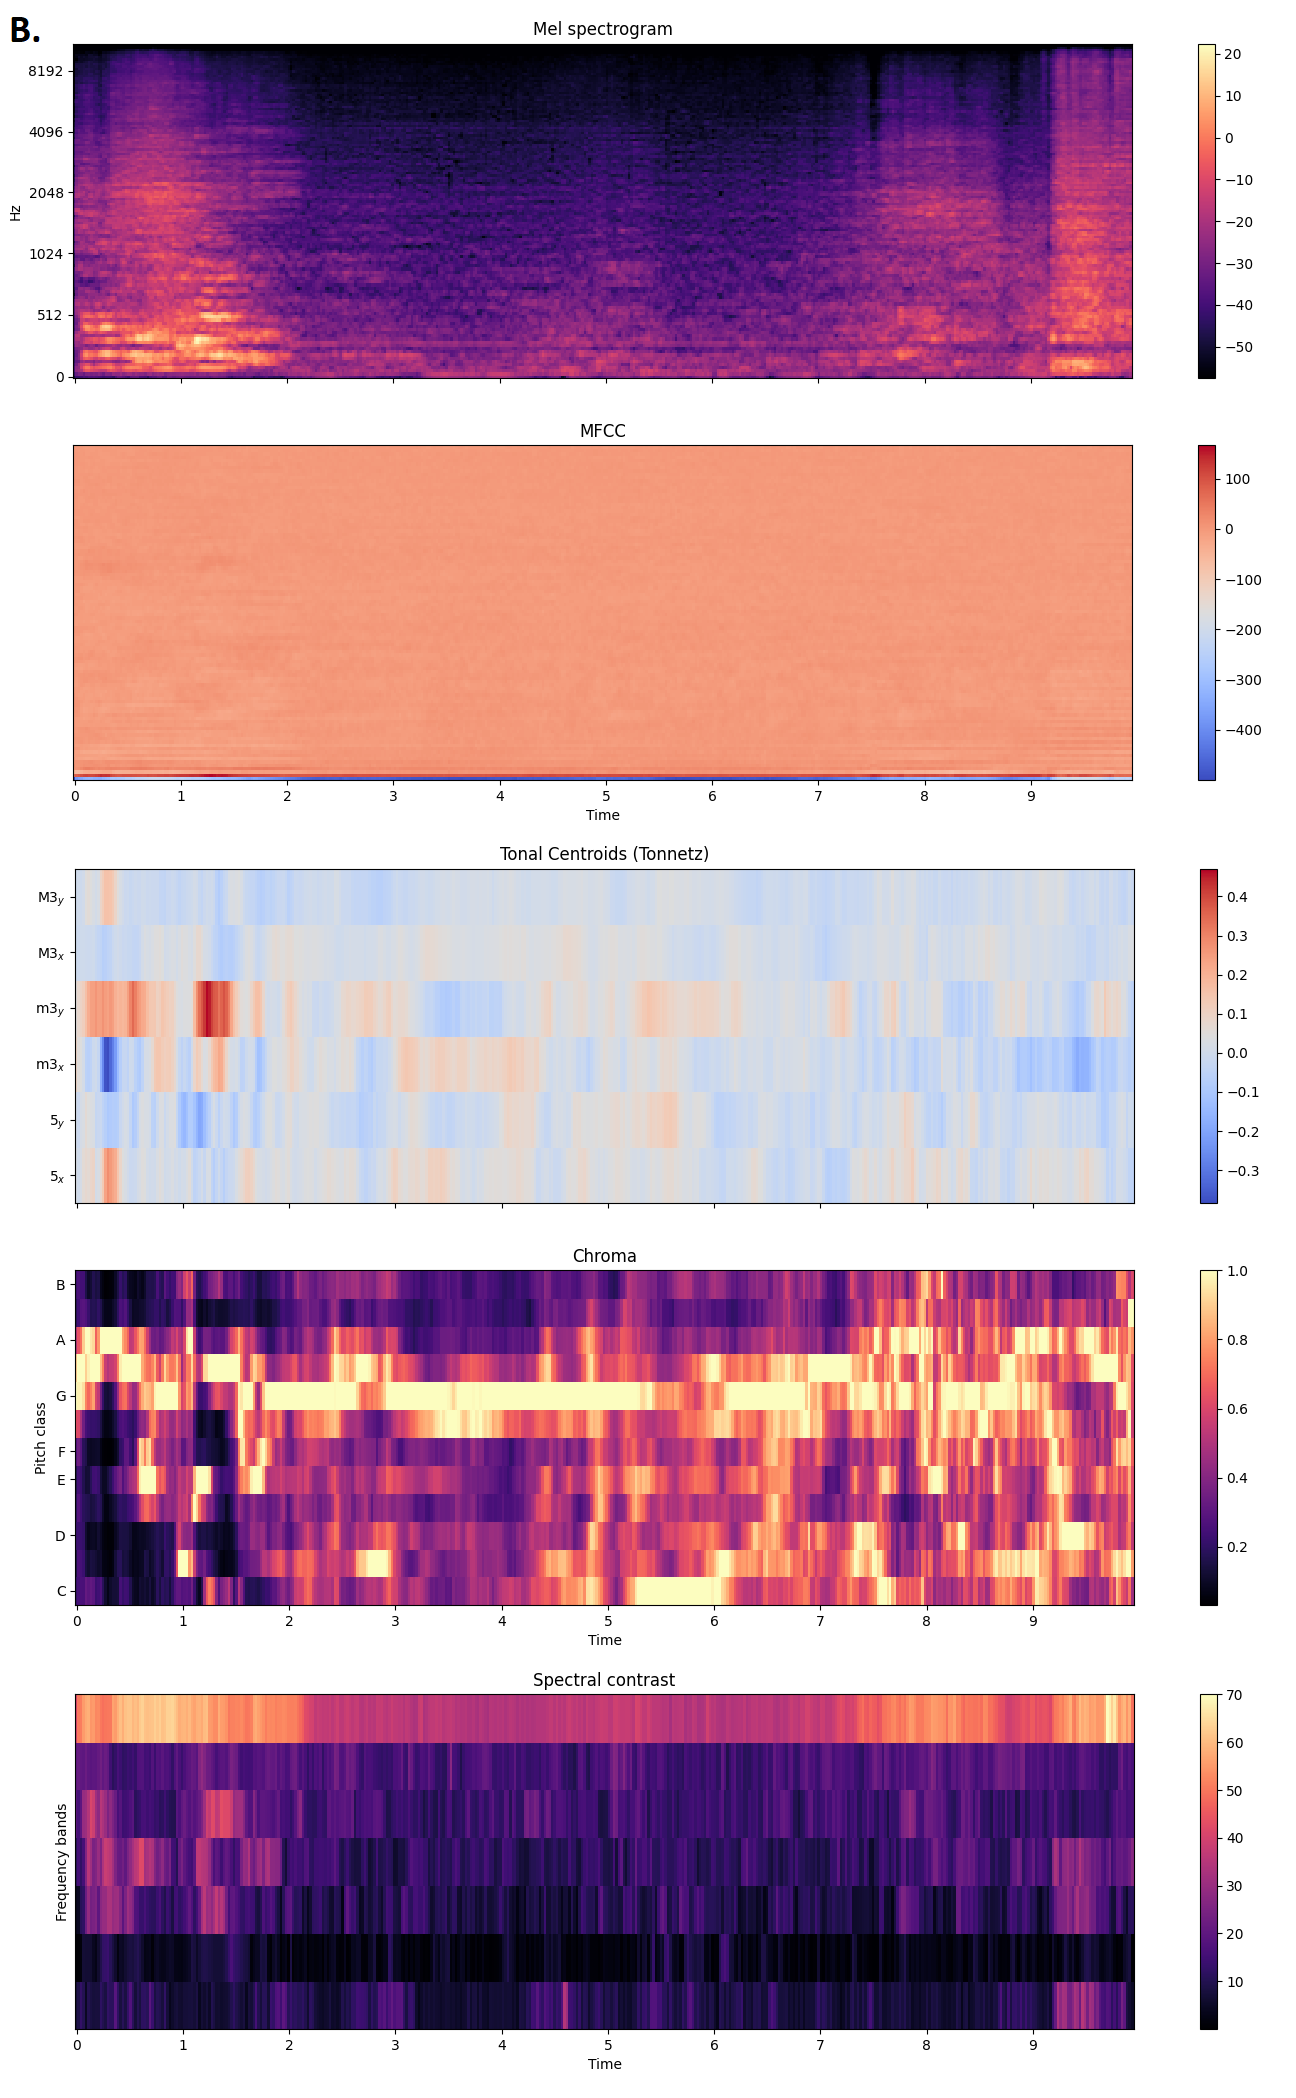 B.
Mel spectrogram
Hz
8192
4096
2048
1024
512
0
20
10
0
−10
−20
−30
−40
−50
MFCC
0 1 2 3 4 5 6 7 8 9
Time
100
0
−100
−200
−300
−400
Tonal Centroids (Tonnetz)
M3y
M3x
m3y
m3x
5y
5x
0.4
0.3
0.2
0.1
0.0
−0.1
−0.2
−0.3
Chroma
Pitch class
B
A
G
F
E
D
C
0 1 2 3 4 5 6 7 8 9
Time
1.0
0.8
0.6
0.4
0.2
Spectral contrast
Frequency bands
0 1 2 3 4 5 6 7 8 9
Time
70
60
50
40
30
20
10